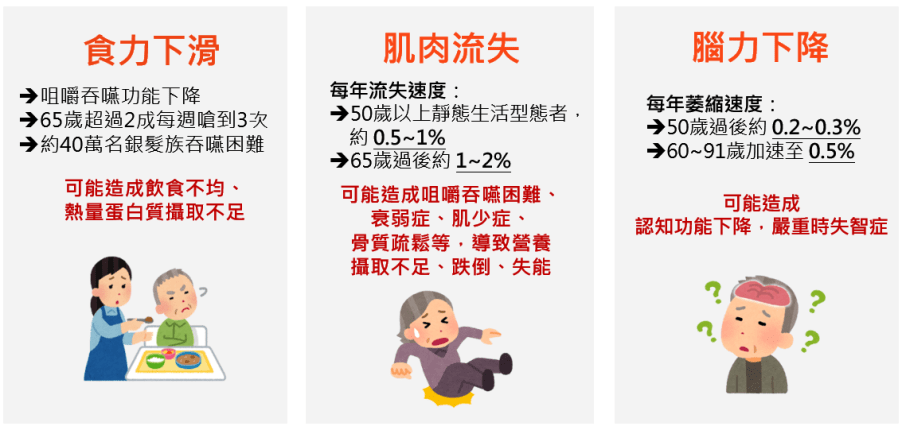 食力下滑
➔咀嚼吞嚥功能下降
➔65歲超過2成每週嗆到3次
➔約40萬名銀髮族吞嚥困難
可能造成飲食不均、
熱量蛋白質攝取不足
肌肉流失
每年流失速度：
➔50歲以上靜態生活型態者，
約 0.5~1%
➔65歲過後約 1~2%
可能造成咀嚼吞嚥困難、
衰弱症、肌少症、
骨質疏鬆等，導致營養
攝取不足、跌倒、失能
腦力下降
每年萎縮速度：
➔50歲過後約 0.2~0.3%
➔60~91歲加速至 0.5%
可能造成
認知功能下降，嚴重時失智症